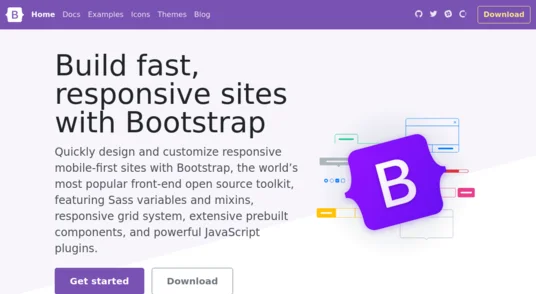 B Home Docs Examples Icons Themes Blog Download
Build fast,
responsive sites
with Bootstrap
Quickly design and customize responsive
mobile-first sites with Bootstrap, the world's
most popular front-end open source toolkit,
featuring Sass variables and mixins,
responsive grid system, extensive prebuilt
components, and powerful JavaScript
plugins.
B
Get started Download